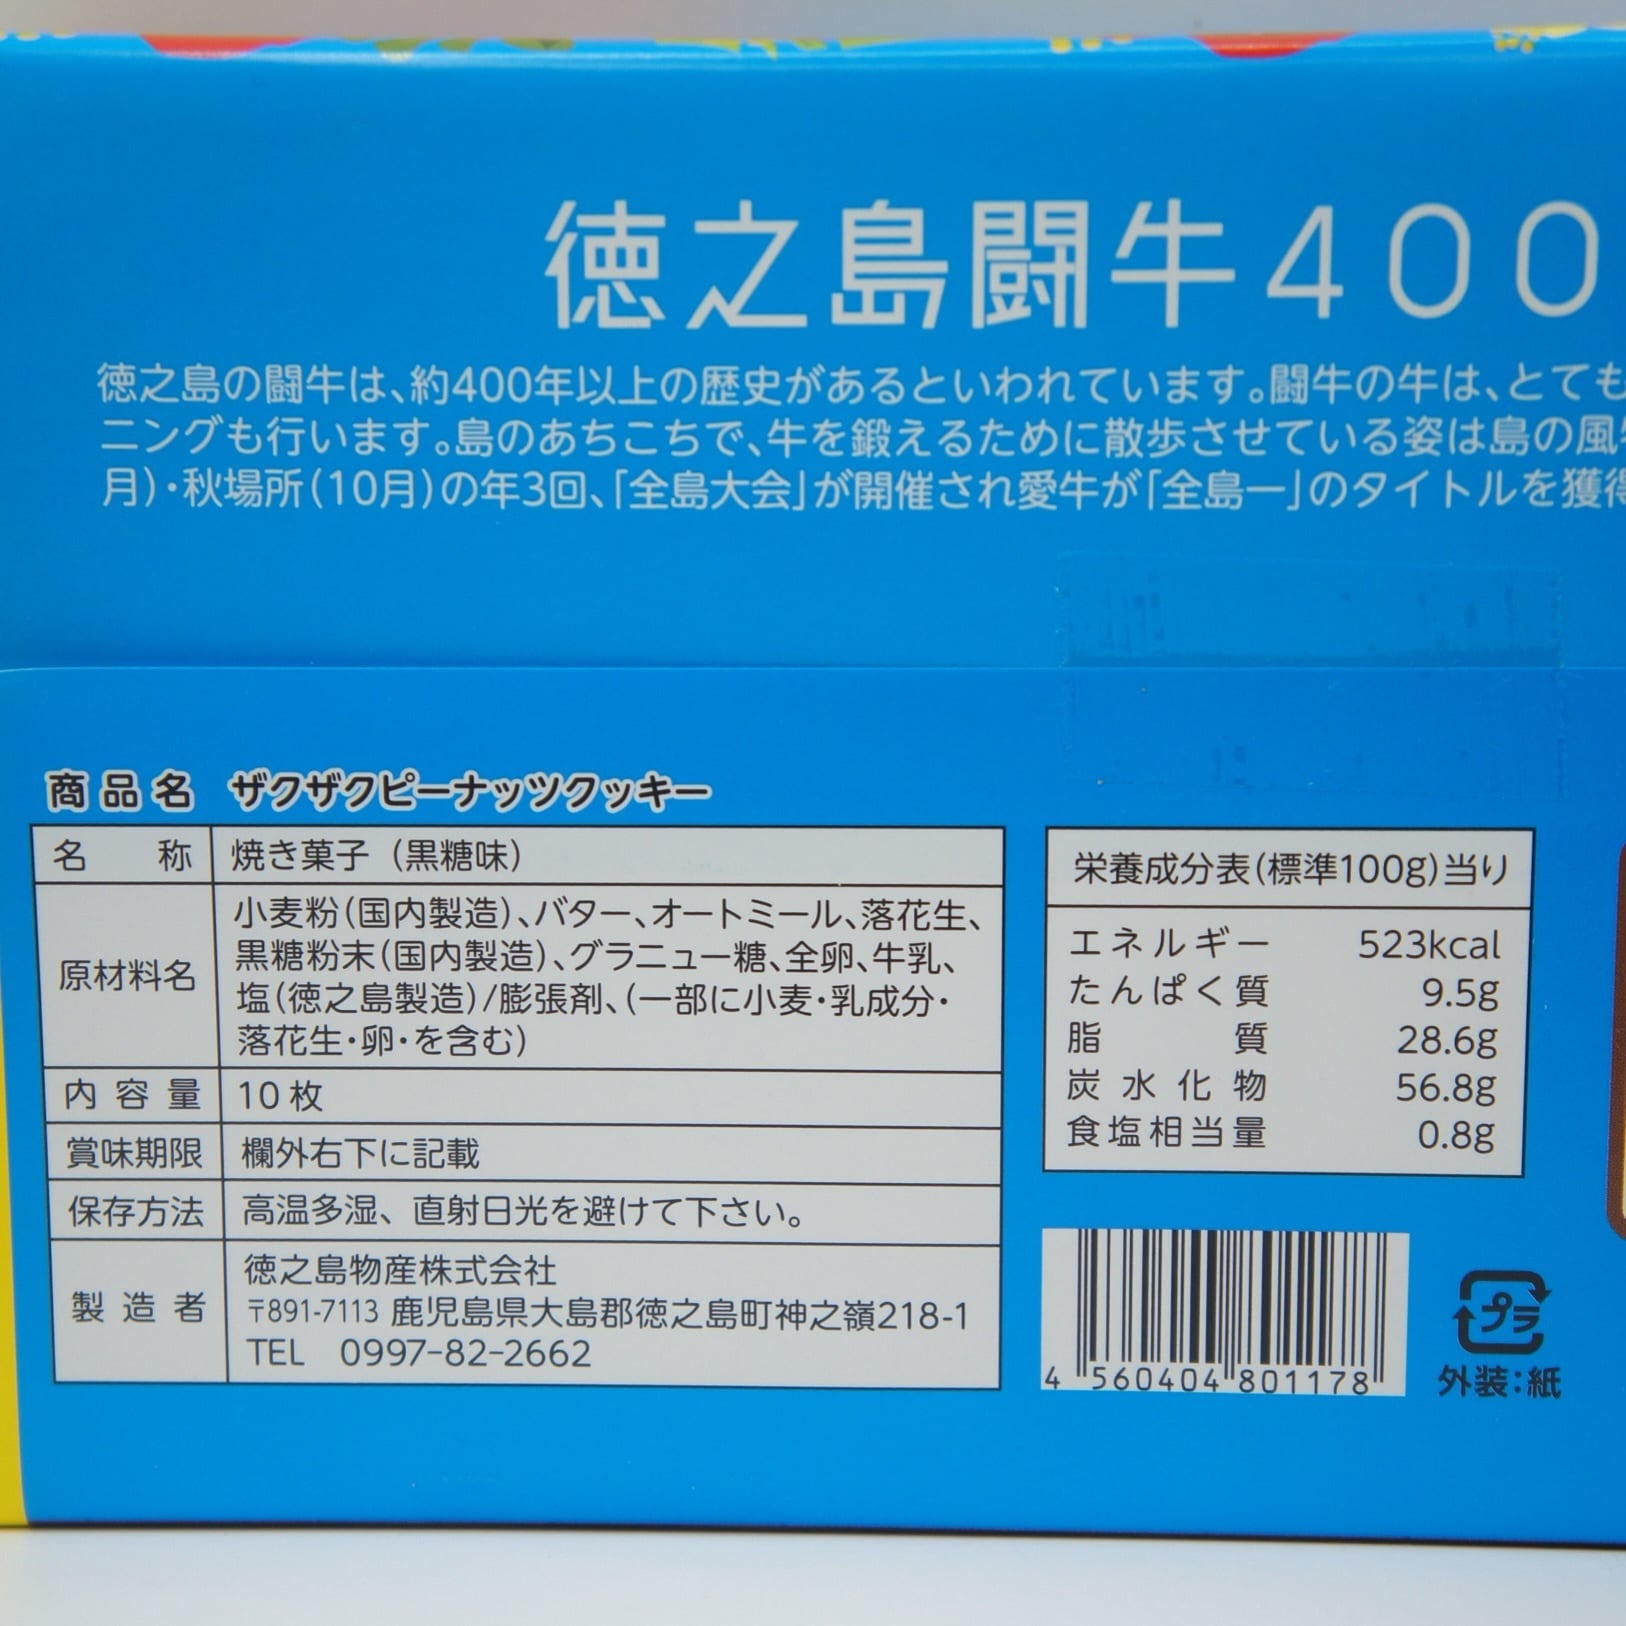 徳之島闘牛400
徳之島の闘牛は、約400年以上の歴史があるといわれています。闘牛の牛は、とても
ニングも行います。島のあちこちで、牛を鍛えるために散歩させている姿は島の風
月)・秋場所(10月)の年3回、「全島大会」が開催され愛牛が「全島一」のタイトルを獲得
商品名 ザクザクピーナッツクッキー
名 称 焼き菓子(黒糖味)
原材料名 小麦粉(国内製造)、バター、オートミール、落花生、
黒糖粉末(国内製造)、グラニュー糖、全卵、牛乳、
塩(徳之島製造)/膨張剤、(一部に小麦・乳成分・
落花生・卵・を含む)
内容量 10枚
賞味期限 欄外右下に記載
保存方法 高温多湿、直射日光を避けて下さい。
製造者 徳之島物産株式会社
〒891-7113 鹿児島県大島郡徳之島町神之嶺218-1
TEL 0997-82-2662
栄養成分表(標準100g)当り
エネルギー 523kcal
たんぱく質 9.5g
脂 質 28.6g
炭水化物 56.8g
食塩相当量 0.8g
4 560404 801178
プラ
外装:紙